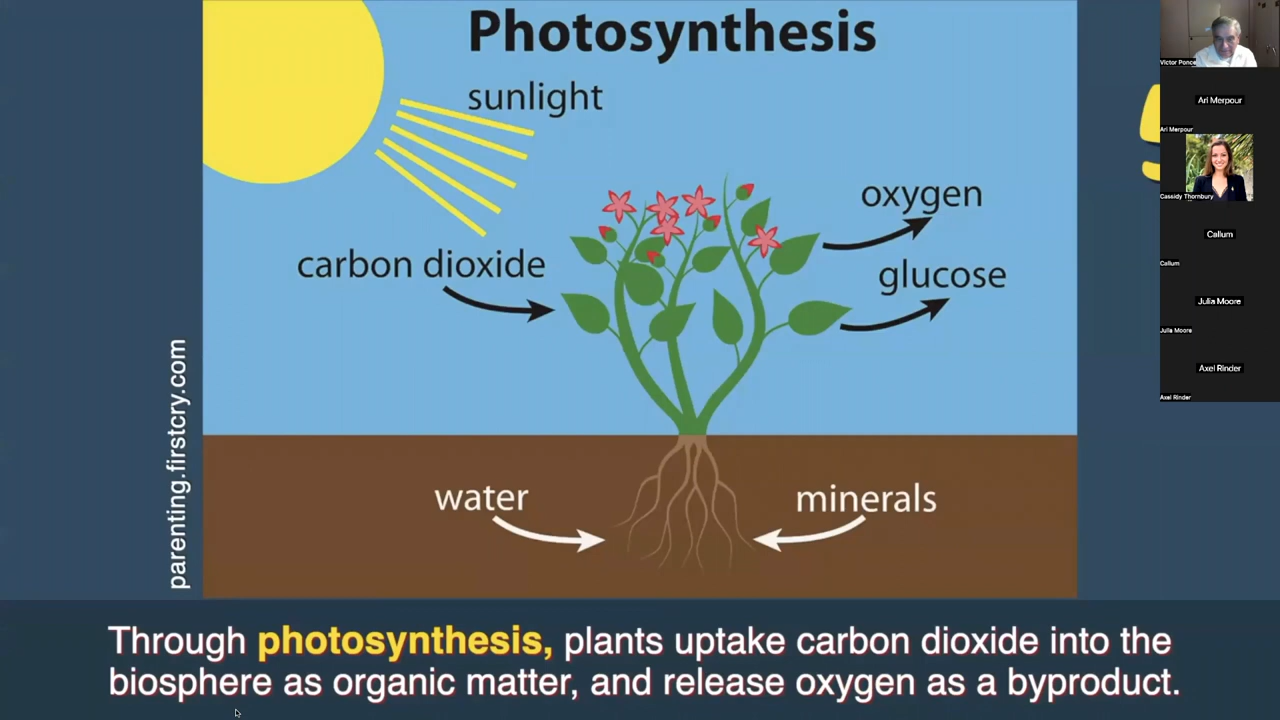 Photosynthesis
sunlight
oxygen
carbon dioxide
glucose
water
minerals
parenting.firstcry.com
Through photosynthesis, plants uptake carbon dioxide into the
biosphere as organic matter, and release oxygen as a byproduct.
Victor Ponce
Ari Merpour
Ari Merpour
Cassidy Thornbury
Callum
Callum
Julia Moore
Julia Moore
Axel Rinder
Axel Rinder